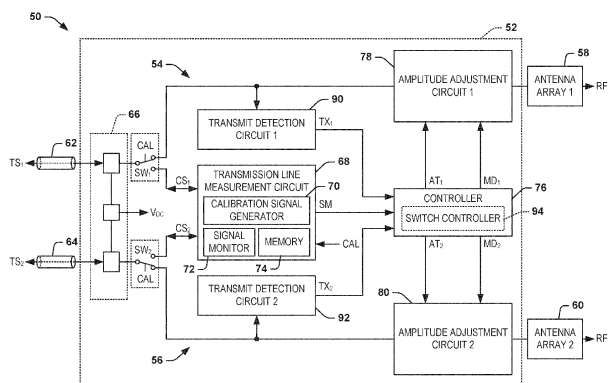 50
52
54
78
AMPLITUDE ADJUSTMENT
CIRCUIT 1
58
ANTENNA
ARRAY 1
RF
90
TRANSMIT DETECTION
CIRCUIT 1
TX1
66
62
TS1
CAL
SW1
CS1
68
TRANSMISSION LINE
MEASUREMENT CIRCUIT
70
CALIBRATION SIGNAL
GENERATOR
SM
AT1
MD1
76
CONTROLLER
SWITCH CONTROLLER
94
VDC
CS2
SIGNAL
MONITOR
MEMORY
CAL
AT2
MD2
64
TS2
SW2
CAL
72
74
TX2
TRANSMIT DETECTION
CIRCUIT 2
92
80
AMPLITUDE ADJUSTMENT
CIRCUIT 2
60
ANTENNA
ARRAY 2
RF
56